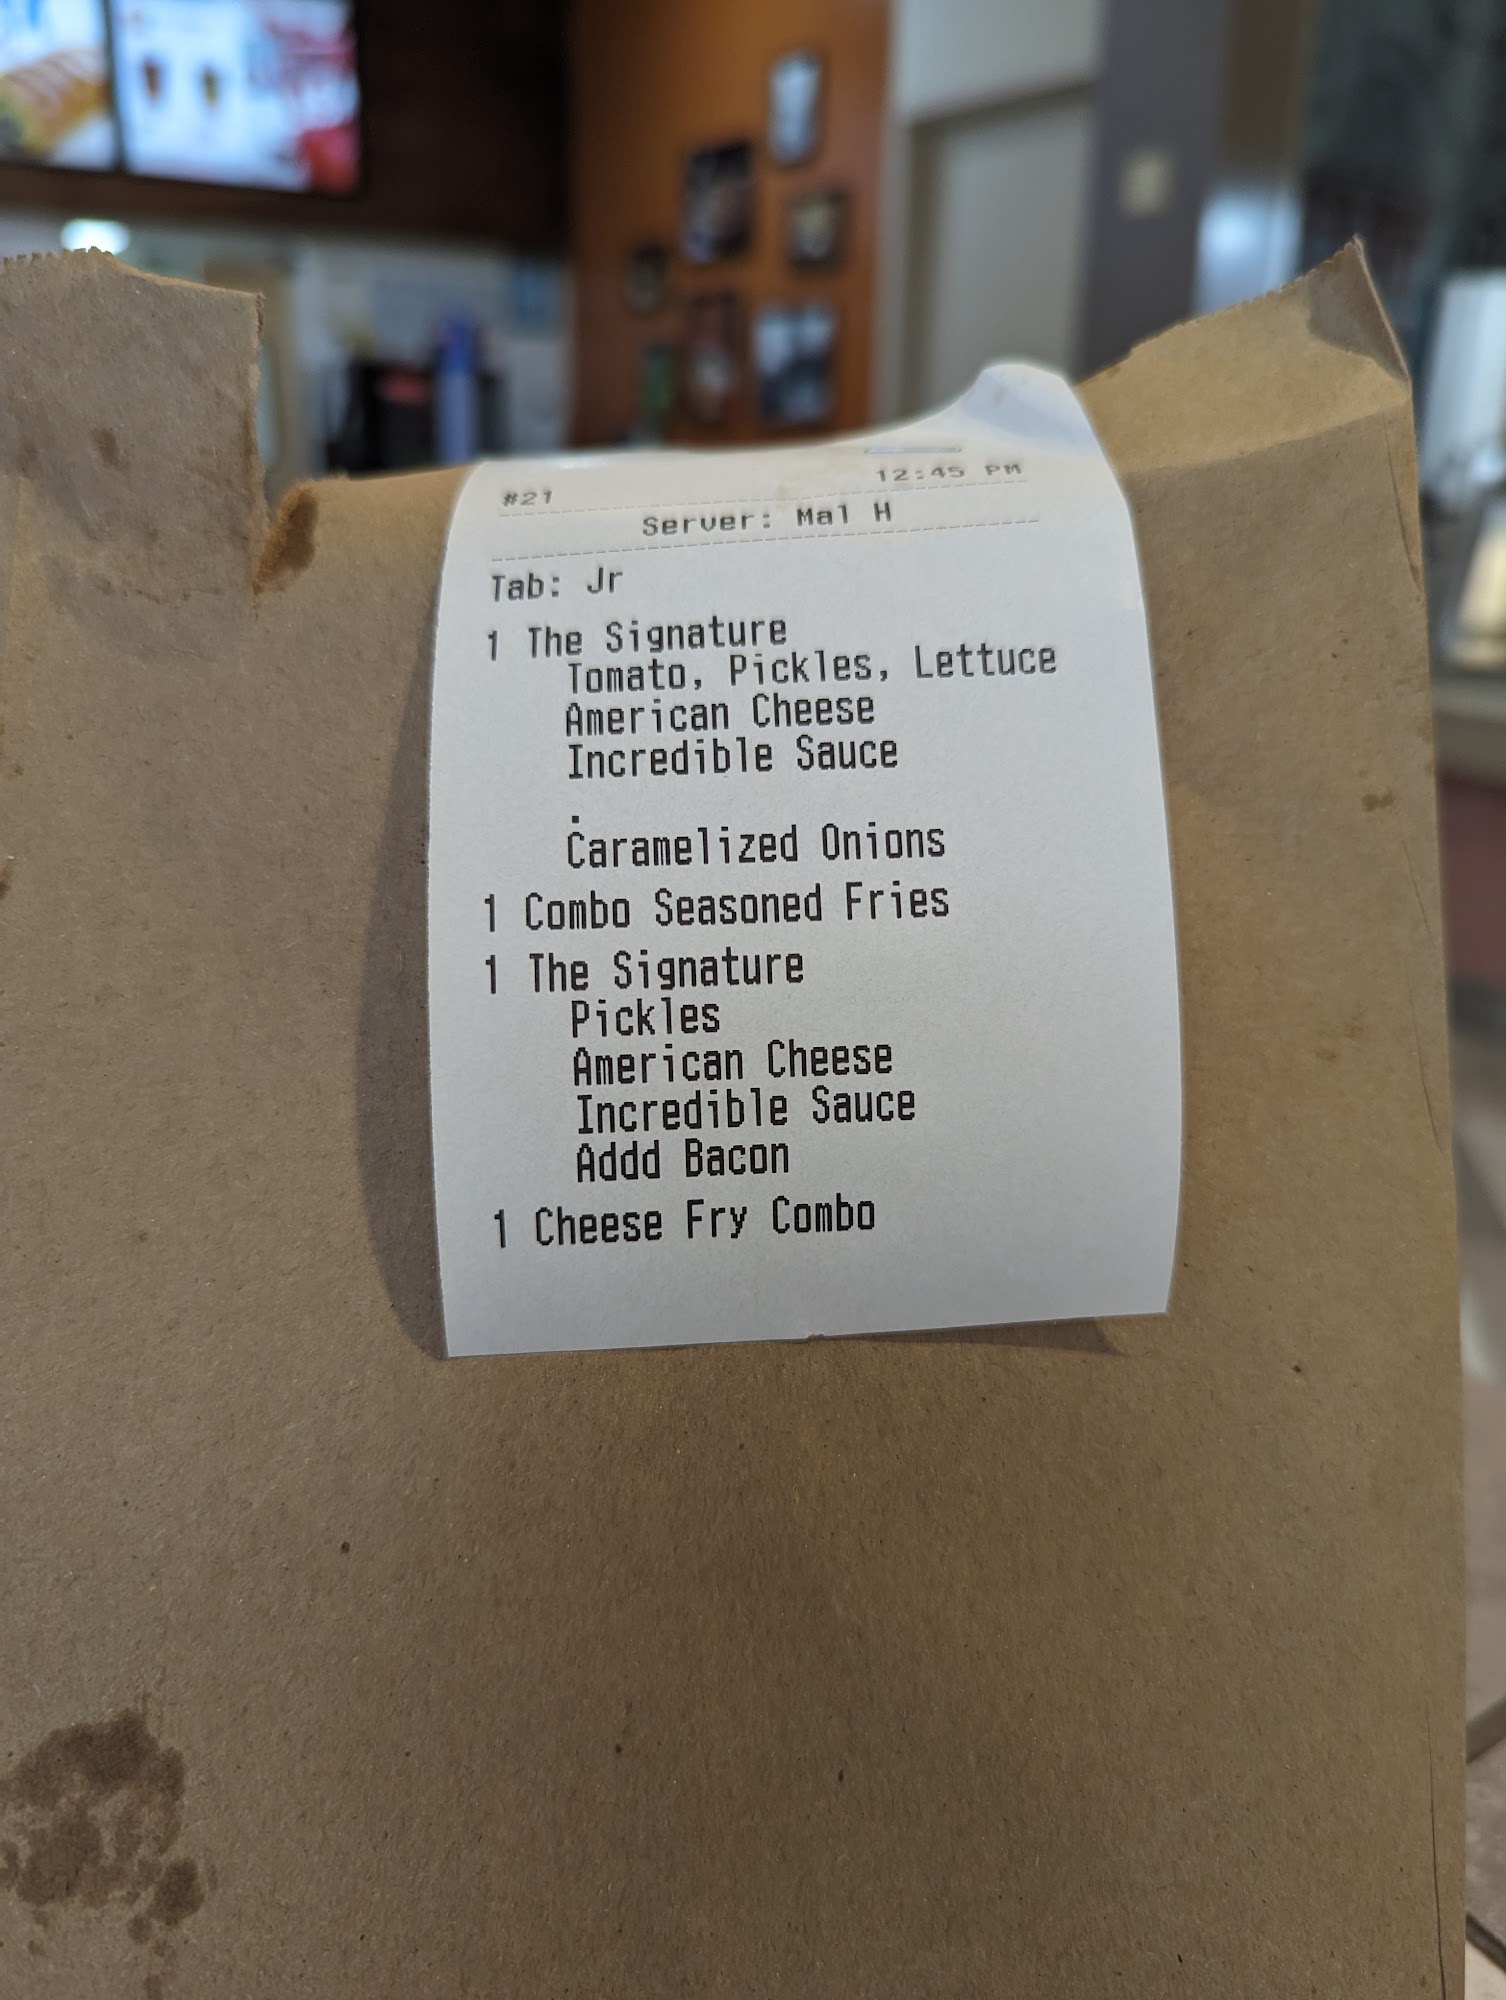 #21 12:45 PM
Server: Mal H
Tab: Jr
1 The Signature
Tomato, Pickles, Lettuce
American Cheese
Incredible Sauce
.
Caramelized Onions
1 Combo Seasoned Fries
1 The Signature
Pickles
American Cheese
Incredible Sauce
Addd Bacon
1 Cheese Fry Combo